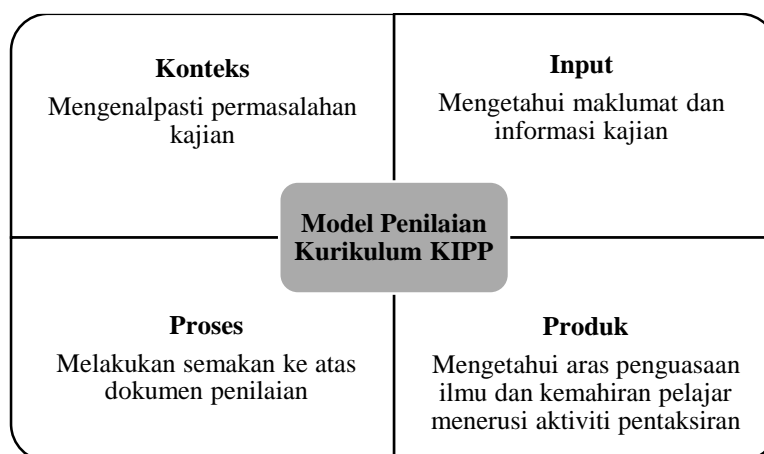 Konteks
Mengenalpasti permasalahan
kajian
Input
Mengetahui maklumat dan
informasi kajian
Model Penilaian
Kurikulum KIPP
Proses
Melakukan semakan ke atas
dokumen penilaian
Produk
Mengetahui aras penguasaan
ilmu dan kemahiran pelajar
menerusi aktiviti pentaksiran